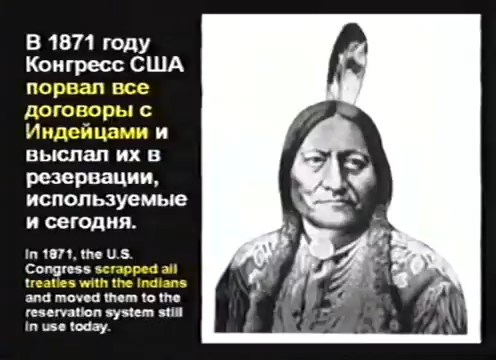 В 1871 году
Конгресс США
порвал все
договоры с
Индейцами и
выслал их в
резервации,
используемые
и сегодня.
In 1871, the U.S.
Congress scrapped all
treaties with the Indians
and moved them to the
reservation system still
in use today.